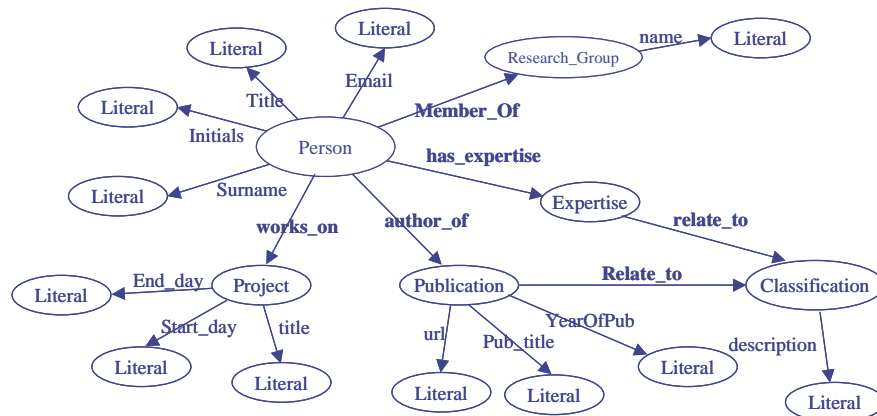 Literal
Literal
Research_Group
name
Literal
Email
Literal
Title
Member_Of
Initials
Person
has_expertise
Literal
Surname
Expertise
works_on
author_of
relate_to
End_day
Project
Publication
Relate_to
Classification
Literal
Start_day
title
url
Pub_title
YearOfPub
description
Literal
Literal
Literal
Literal
Literal
Literal